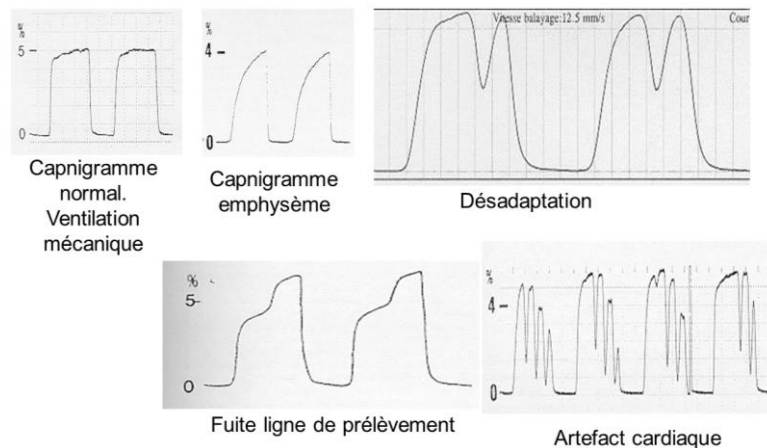 %
5
0
Capnigramme
normal.
Ventilation
mécanique
4
0
Capnigramme
emphysème
Vitesse balayage:12.5 mm/s
Cour
Désadaptation
%
5
0
Fuite ligne de prélèvement
%
4
0
Artefact cardiaque